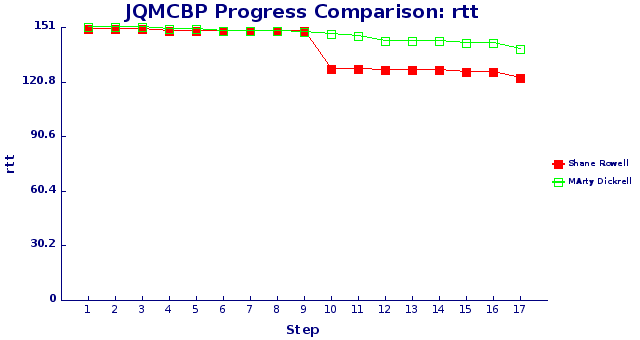 JQMCBP Progress Comparison: rtt
151
120.8
90.6
60.4
30.2
0
rtt
1 2 3 4 5 6 7 8 9 10 11 12 13 14 15 16 17
Step
Shane Rowell
MArty Dickrell